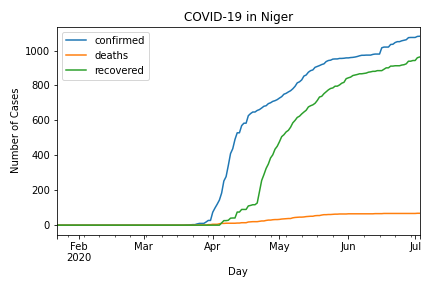 COVID-19 in Niger
confirmed
deaths
recovered
Number of Cases
1000
800
600
400
200
0
Feb
2020
Mar
Apr
May
Jun
Jul
Day